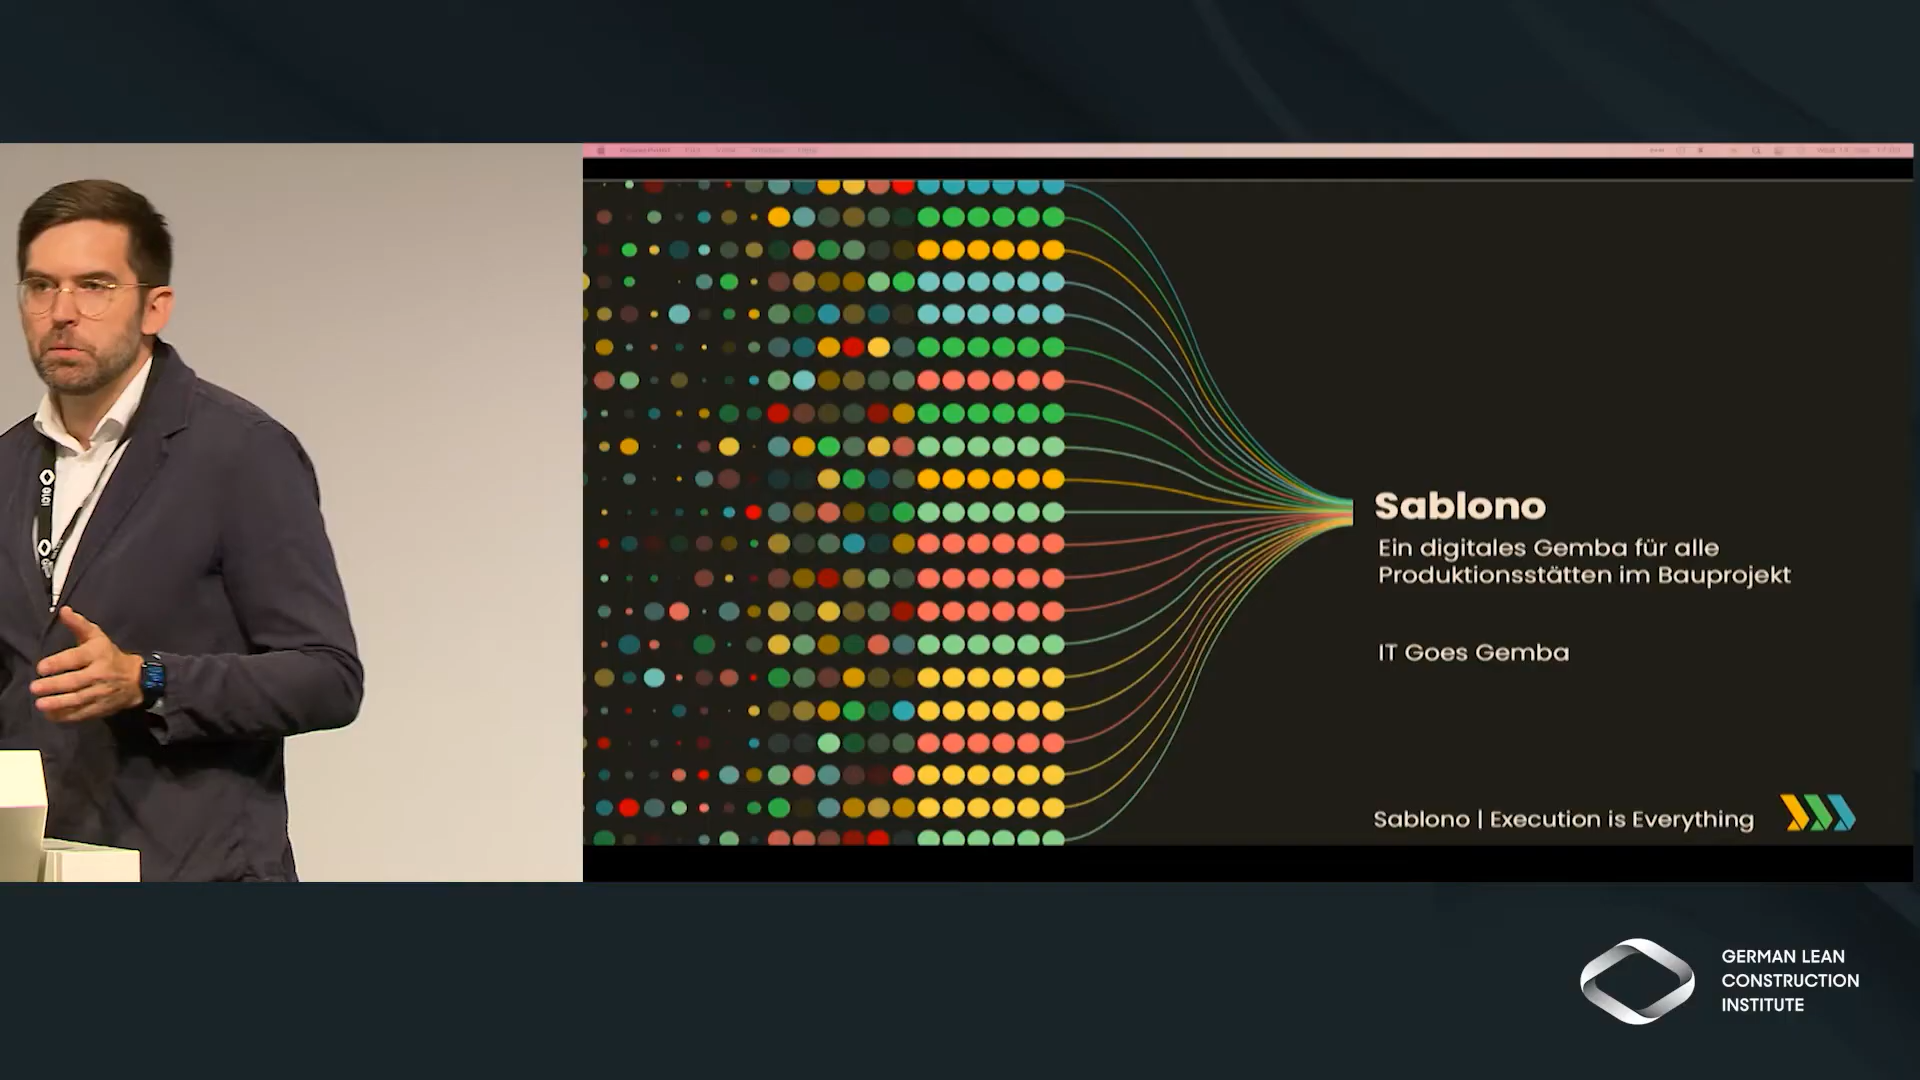 Sablono
Ein digitales Gemba für alle
Produktionsstätten im Bauprojekt
IT Goes Gemba
Sablono | Execution is Everything
GERMAN LEAN
CONSTRUCTION
INSTITUTE